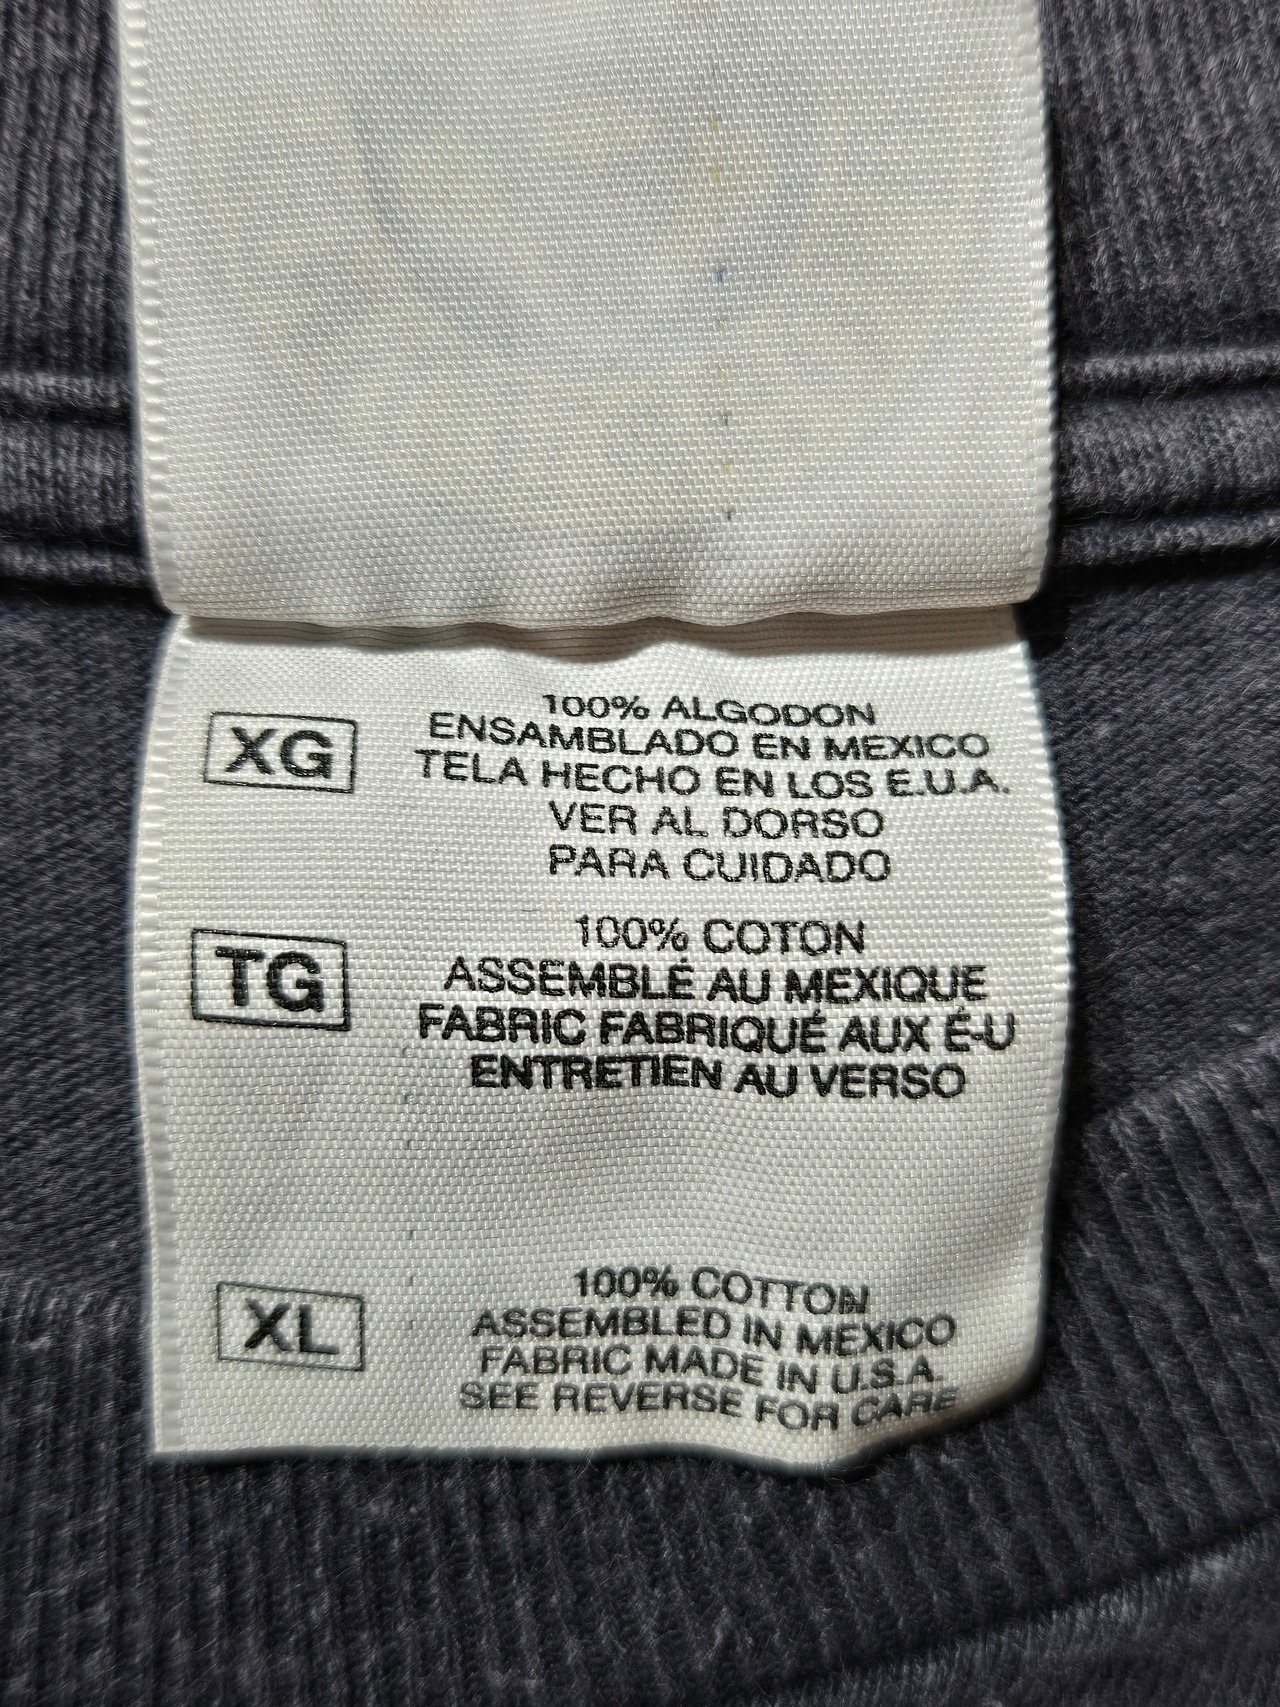 XG
100% ALGODON
ENSAMBLADO EN MEXICO
TELA HECHO EN LOS E.U.A.
VER AL DORSO
PARA CUIDADO
TG
100% COTON
ASSEMBLÉ AU MEXIQUE
FABRIC FABRIQUÉ AUX É-U
ENTRETIEN AU VERSO
XL
100% COTTON
ASSEMBLED IN MEXICO
FABRIC MADE IN U.S.A.
SEE REVERSE FOR CARE